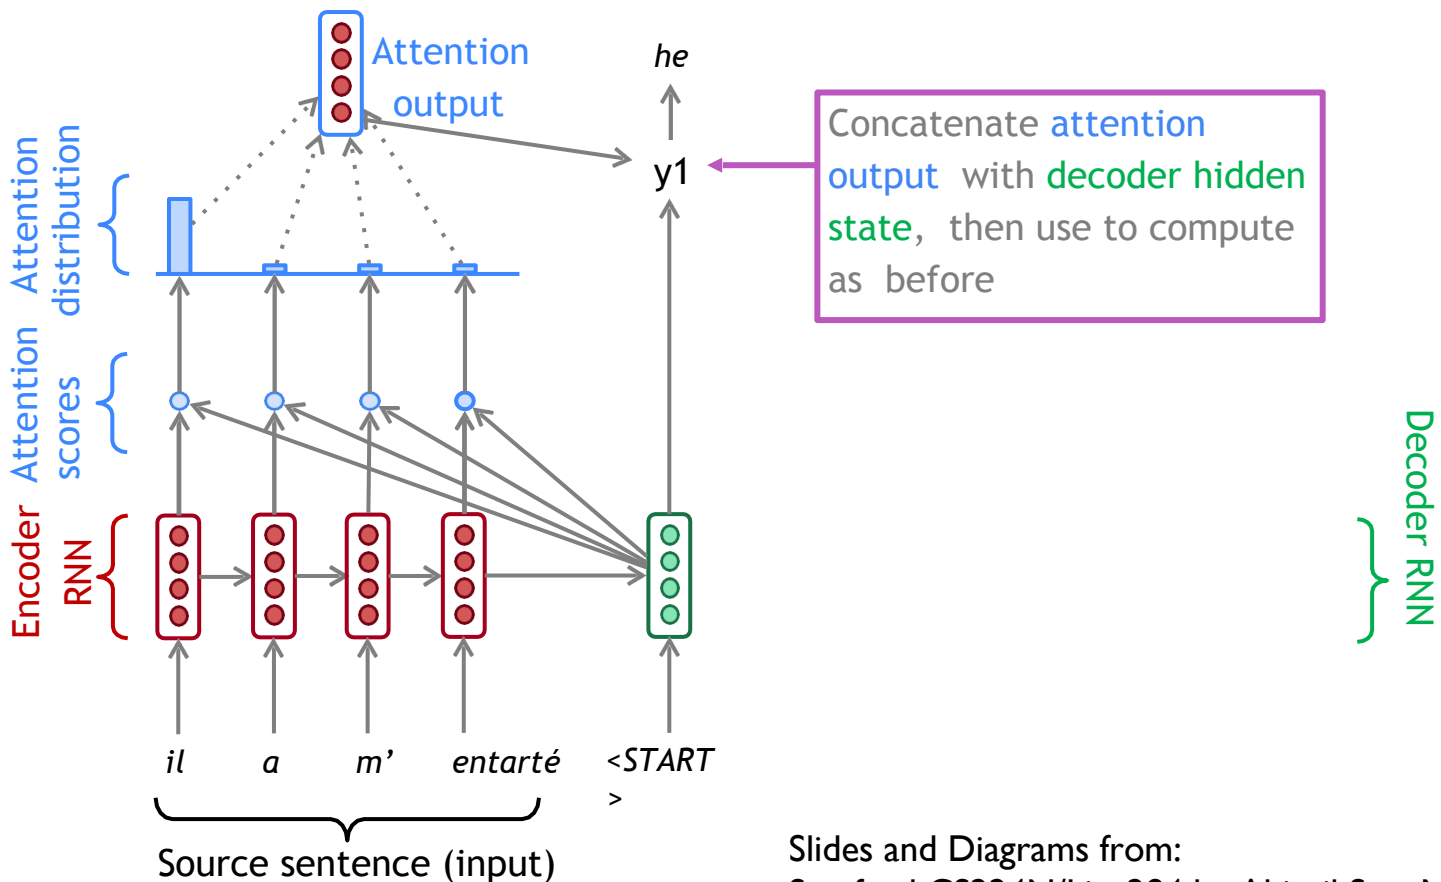 Attention
output
he
y1
Concatenate attention
output with decoder hidden
state, then use to compute
as before
Attention
distribution
Attention
scores
Encoder
RNN
Decoder RNN
il a m’ entarté <START
>
Source sentence (input)
Slides and Diagrams from: